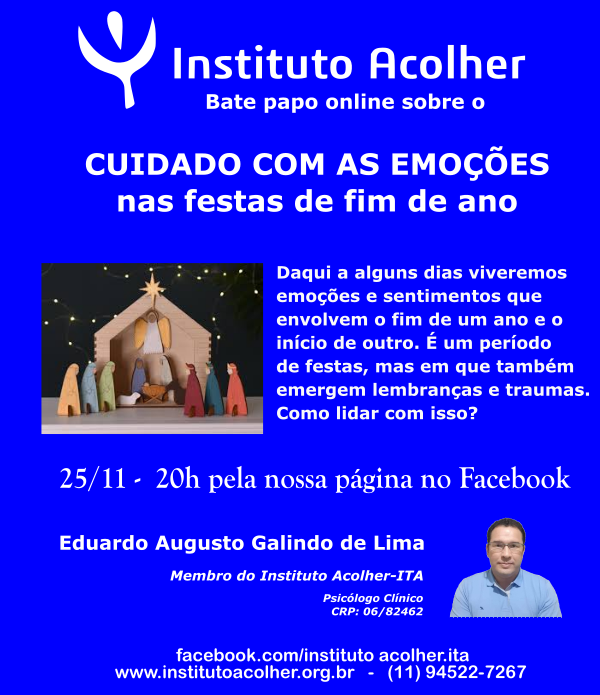 Instituto Acolher
Bate papo online sobre o
CUIDADO COM AS EMOÇÕES
nas festas de fim de ano
Daqui a alguns dias viveremos
emoções e sentimentos que
envolvem o fim de um ano e o
início de outro. É um período
de festas, mas em que também
emergem lembranças e traumas.
Como lidar com isso?
25/11 - 20h pela nossa página no Facebook
Eduardo Augusto Galindo de Lima
Membro do Instituto Acolher-ITA
Psicólogo Clínico
CRP: 06/82462
facebook.com/instituto acolher.ita
www.institutoacolher.org.br - (11) 94522-7267